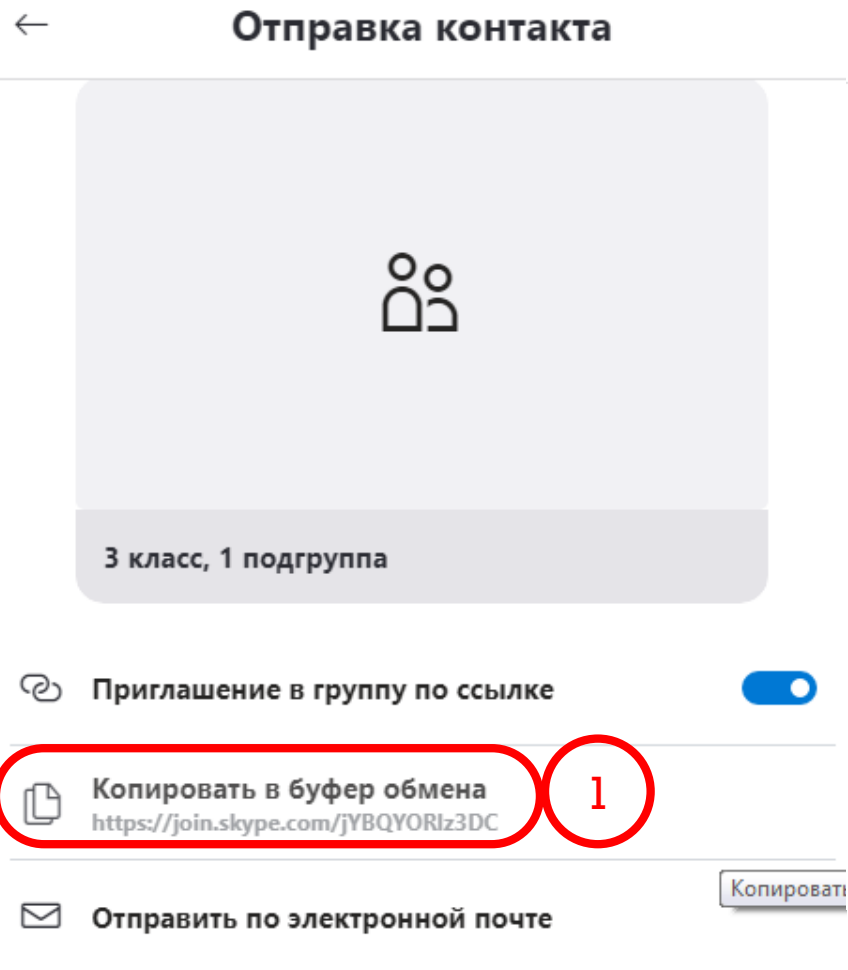 Отправка контакта
3 класс, 1 подгруппа
Приглашение в группу по ссылке
Копировать в буфер обмена
https://join.skype.com/jYBQYORIz3DC
1
Копировать
Отправить по электронной почте